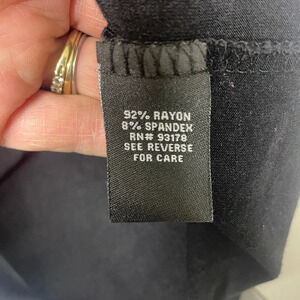 92% RAYON
8% SPANDEX
RN# 93178
SEE REVERSE
FOR CARE